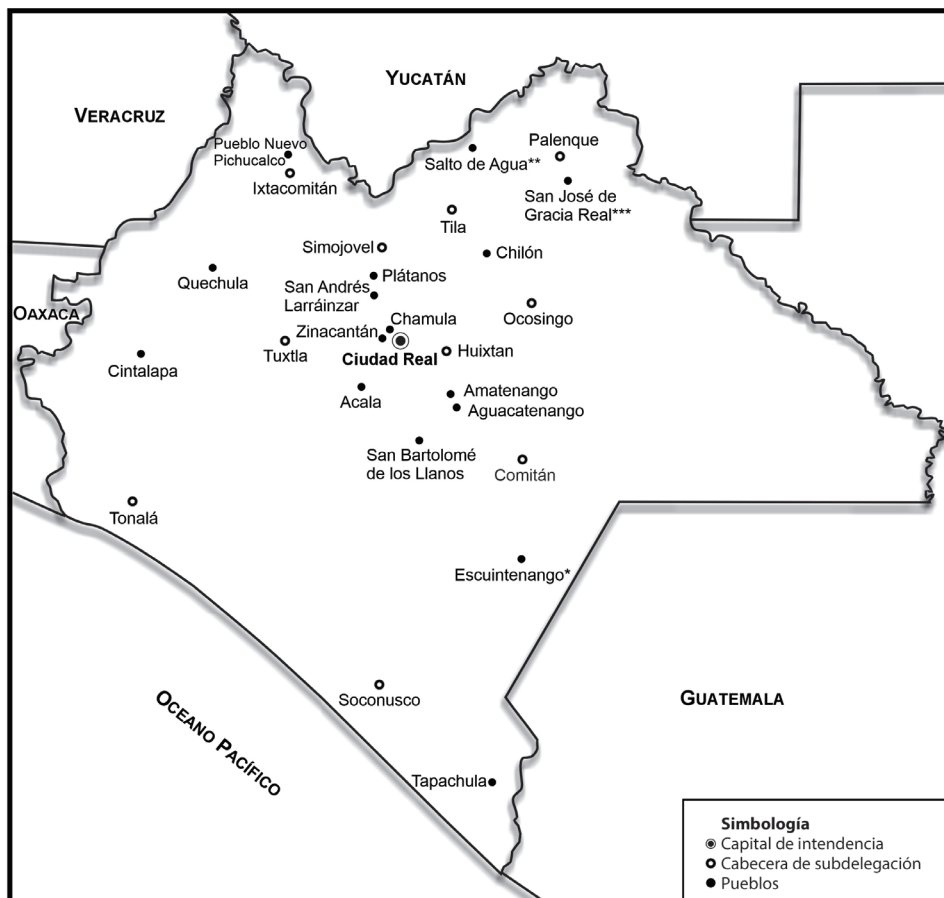 YUCATÁN
VERACRUZ
Pueblo Nuevo
Pichucalco
Ixtacomitán
Salto de Agua**
Palenque
San José de
Gracia Real***
Tila
Simojovel
Chilón
Quechula
Plátanos
San Andrés
Larráinzar
OAXACA
Chamula
Ocosingo
Zinacantán
Tuxtla
Ciudad Real
Huixtan
Cintalapa
Acala
Amatenango
Aguacatenango
San Bartolomé
de los Llanos
Comitán
Tonalá
Escuintenango*
Soconusco
GUATEMALA
OCEANO PACÍFICO
Tapachula
Simbología
Capital de intendencia
Cabecera de subdelegación
Pueblos